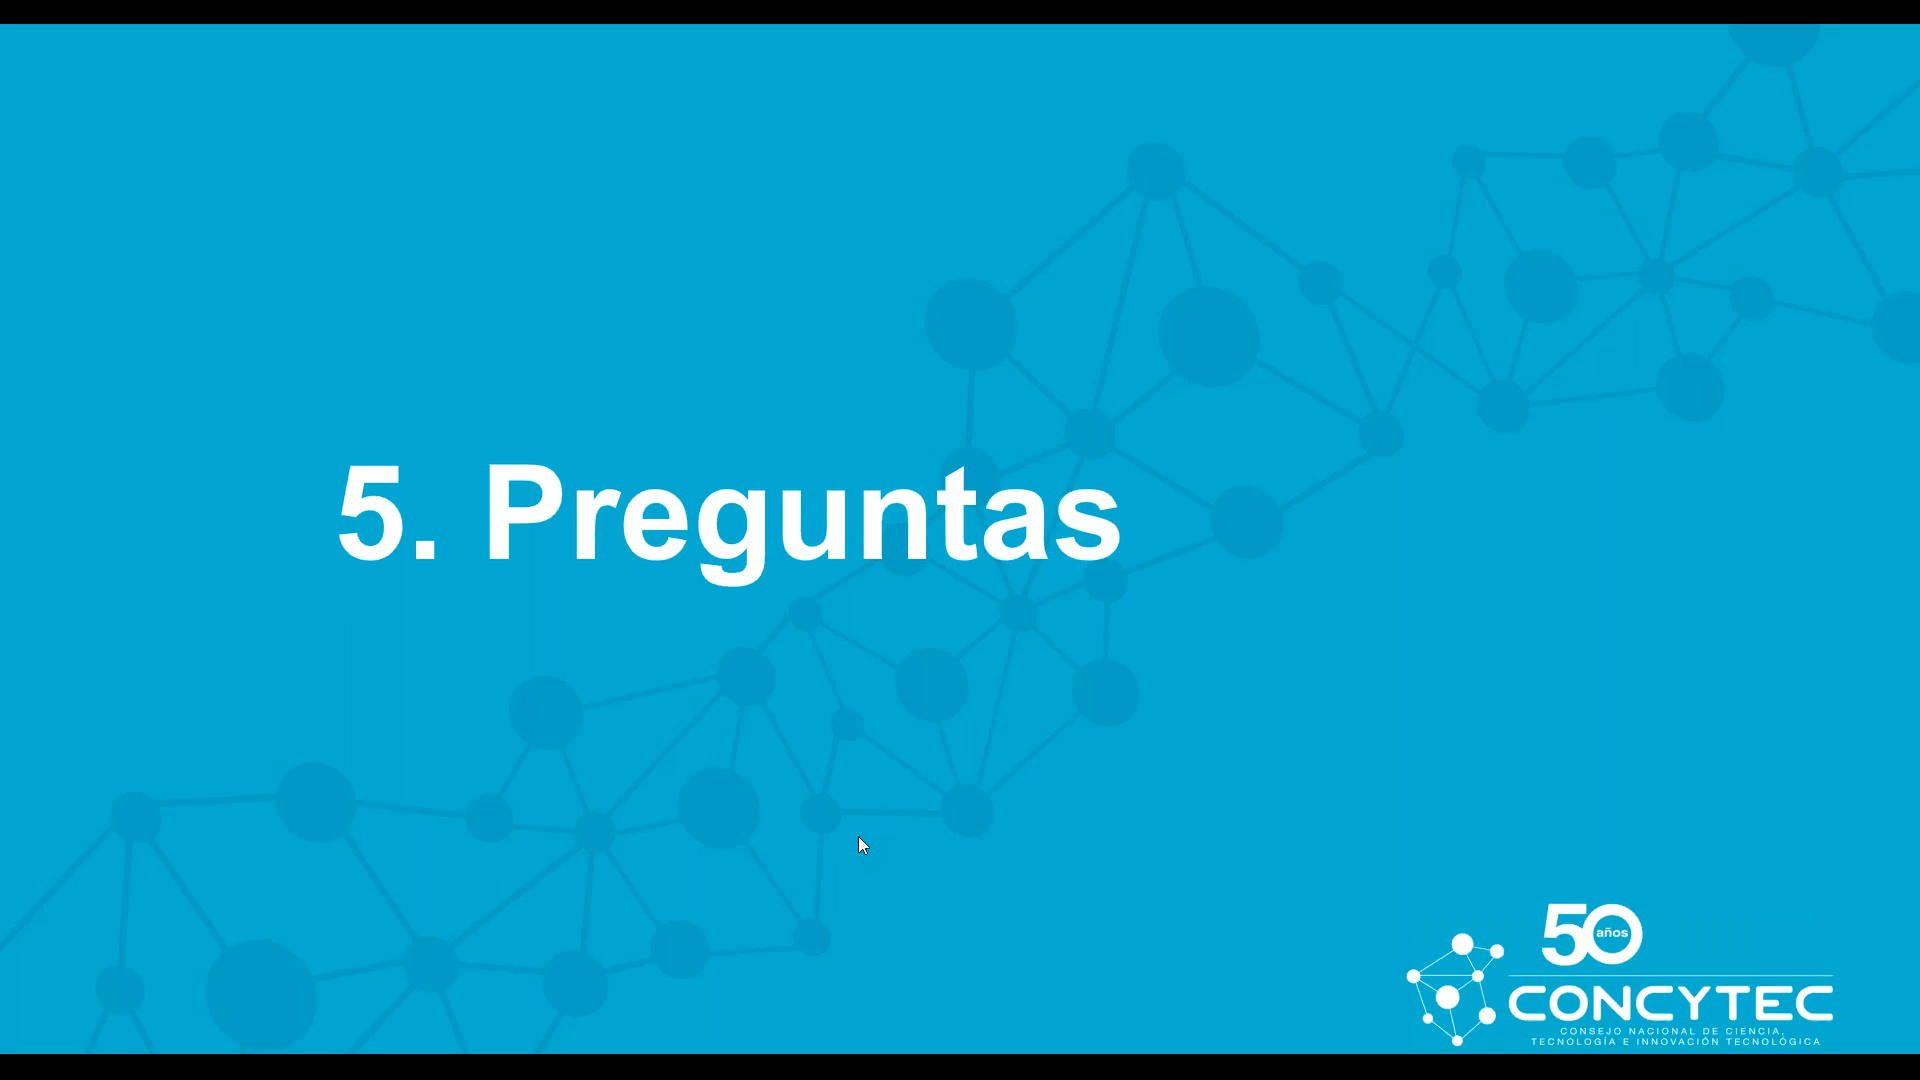 5. Preguntas
50
años
CONCYTEC
CONSEJO NACIONAL DE CIENCIA,
TECNOLOGÍA E INNOVACIÓN TECNOLÓGICA